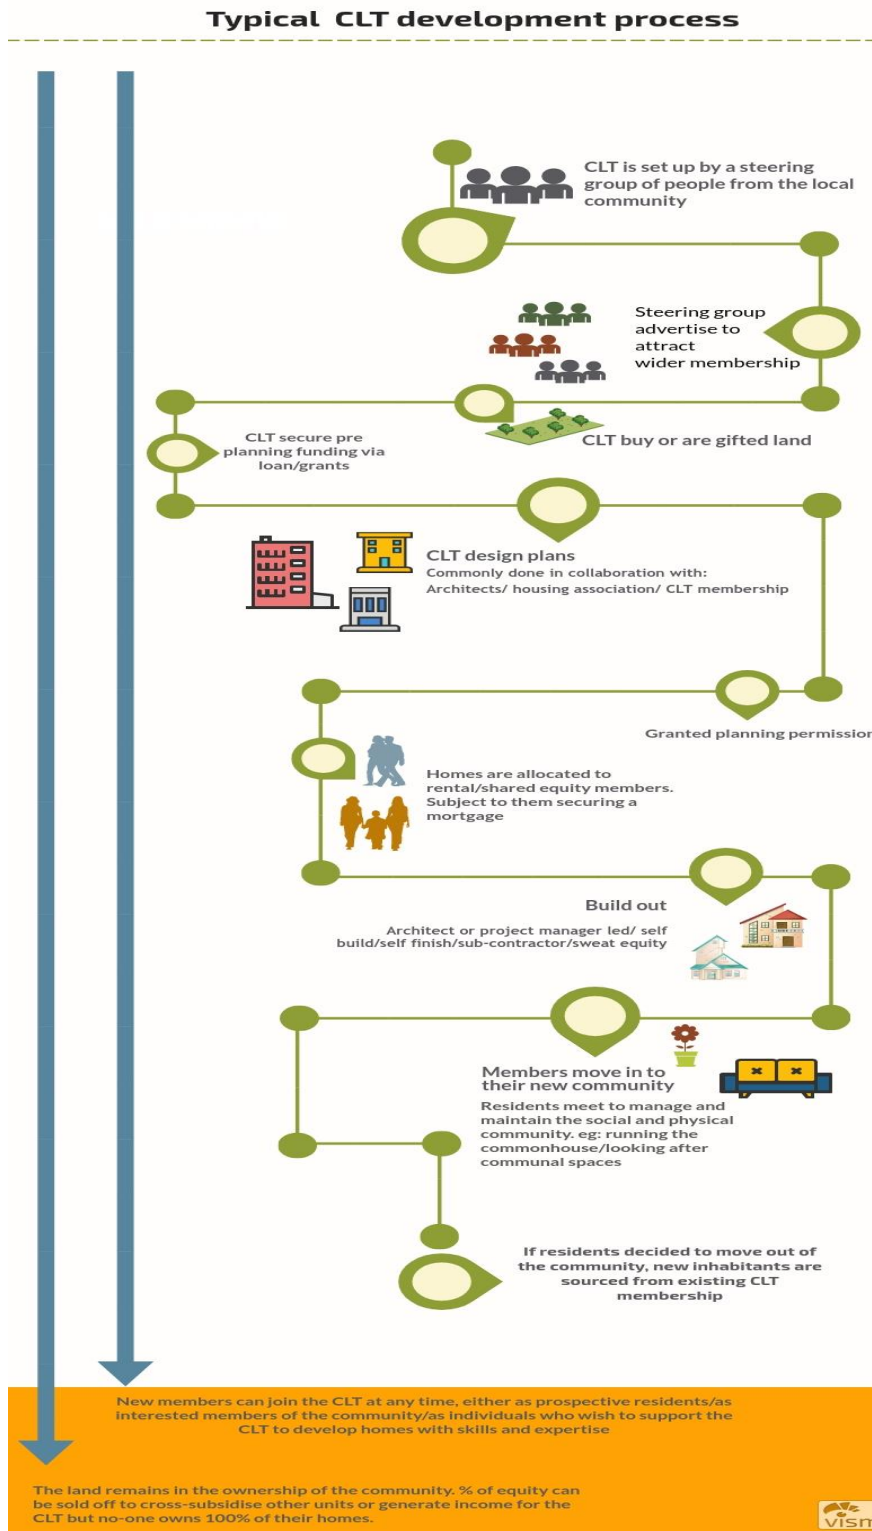 Typical CLT development process
CLT is set up by a steering
group of people from the local
community
Steering group
advertise to
attract
wider membership
CLT buy or are gifted land
CLT secure pre
planning funding via
loan/grants
CLT design plans
Commonly done in collaboration with:
Architects/ housing association/ CLT membership
Granted planning permission
Homes are allocated to
rental/shared equity members.
Subject to them securing a
mortgage
Build out
Architect or project manager led/ self
build/self finish/sub-contractor/sweat equity
Members move in to
their new community
Residents meet to manage and
maintain the social and physical
community. eg: running the
commonhouse/looking after
communal spaces
If residents decided to move out of
the community, new inhabitants are
sourced from existing CLT
membership
New members can join the CLT at any time, either as prospective residents/as
interested members of the community/as individuals who wish to support the
CLT to develop homes with skills and expertise
The land remains in the ownership of the community. % of equity can
be sold off to cross-subsidise other units or generate income for the
CLT but no-one owns 100% of their homes.